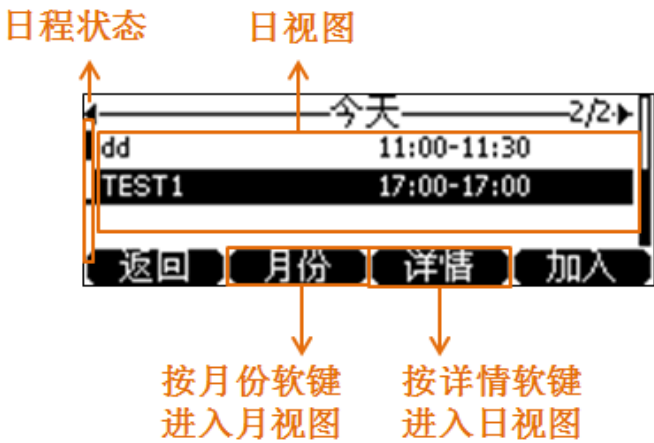 日程状态 日视图
今天 2/2
dd 11:00-11:30
TEST1 17:00-17:00
返回 月份 详情 加入
按月份软键 按详情软键
进入月视图 进入日视图